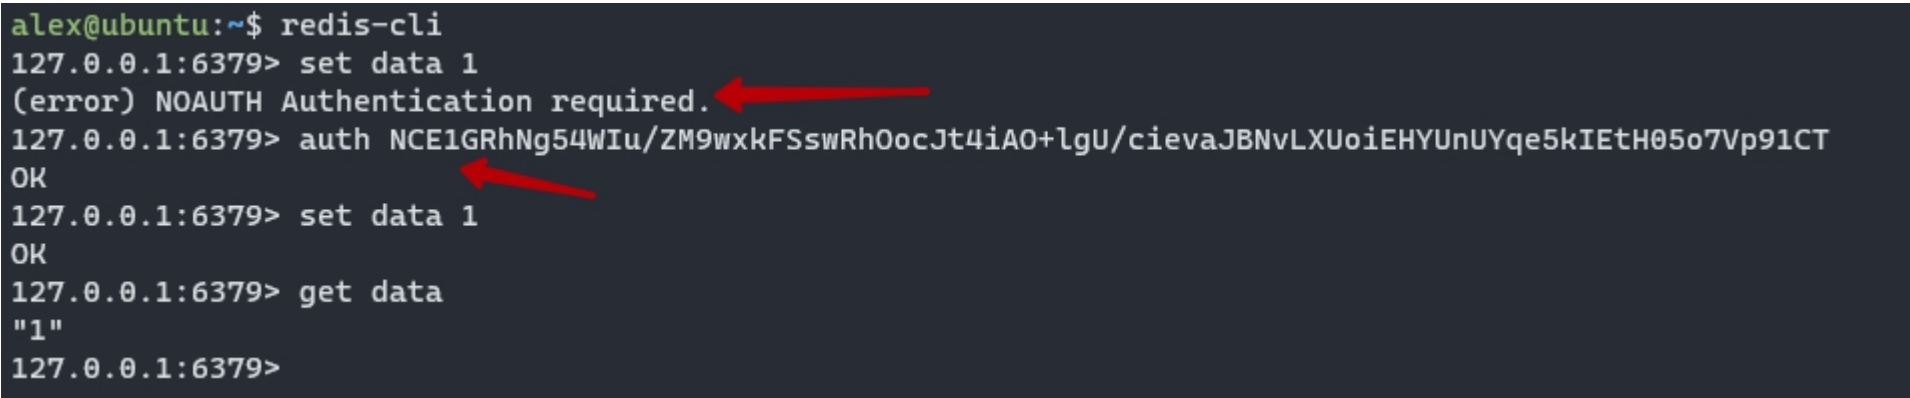 alex@ubuntu:~$ redis-cli
127.0.0.1:6379> set data 1
(error) NOAUTH Authentication required.
127.0.0.1:6379> auth NCE1GRhNg54WIu/ZM9wxkFSswRhOocJt4iAO+lgU/cievaJBNvLXUoiEHYUnUYqe5kIEtH05o7Vp91CT
OK
127.0.0.1:6379> set data 1
OK
127.0.0.1:6379> get data
"1"
127.0.0.1:6379>